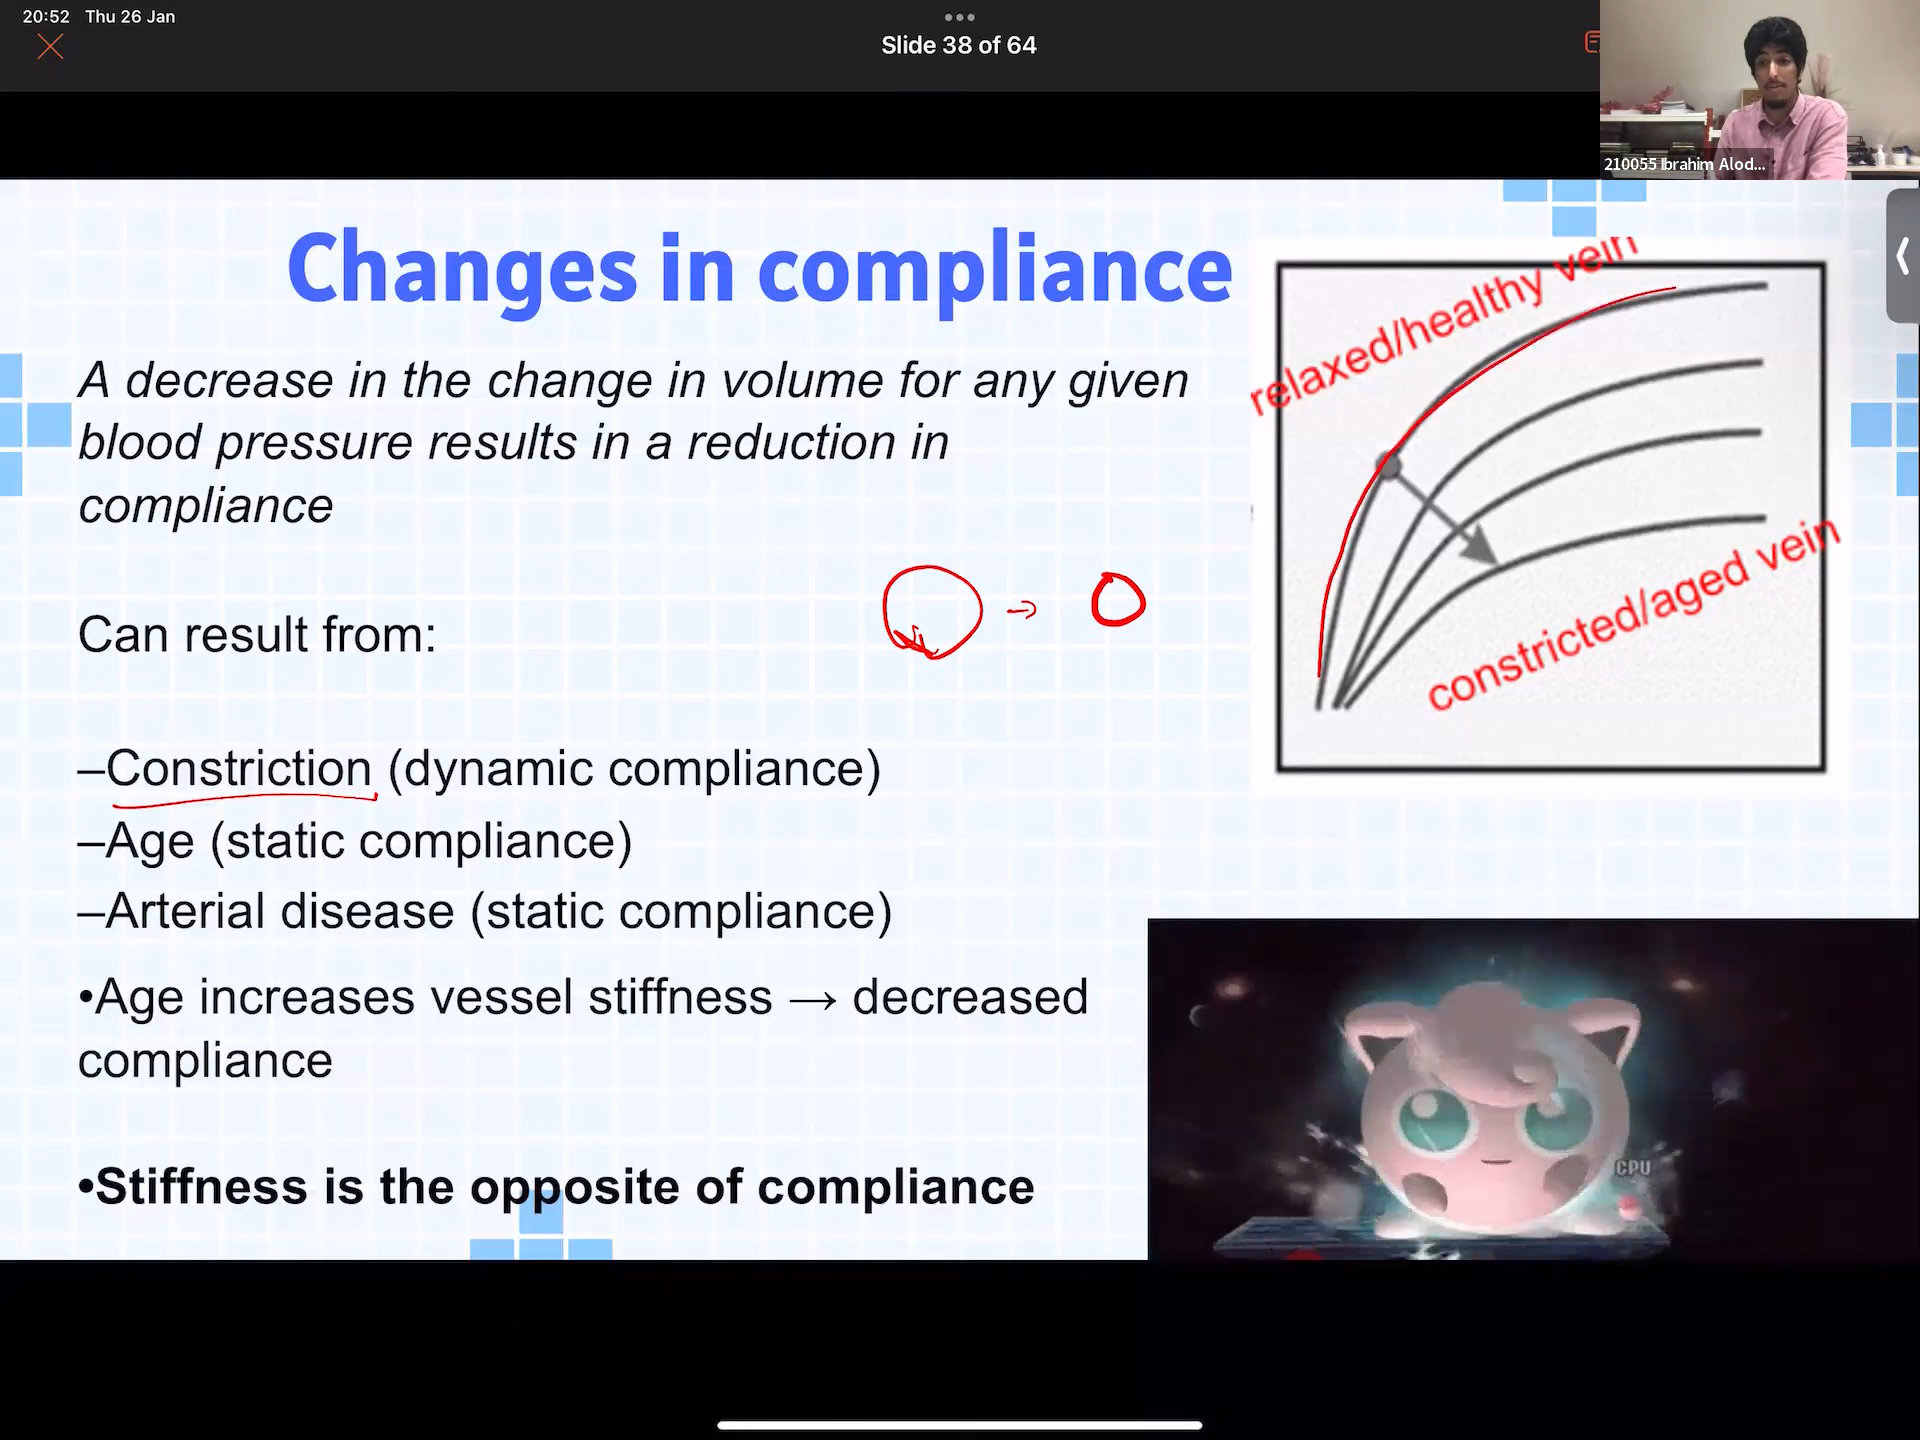 20:52 Thu 26 Jan
Slide 38 of 64
210055 Ibrahim Alod...
Changes in compliance
A decrease in the change in volume for any given
blood pressure results in a reduction in
compliance
Can result from:
–Constriction (dynamic compliance)
–Age (static compliance)
–Arterial disease (static compliance)
•Age increases vessel stiffness → decreased
compliance
•Stiffness is the opposite of compliance
relaxed/healthy vein
constricted/aged vein
CPU